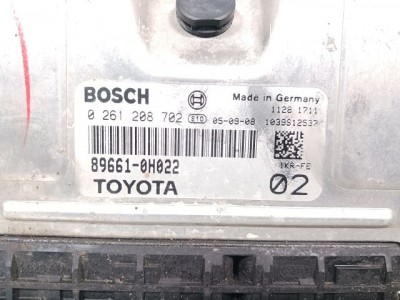 BOSCH Made in Germany
1128 1711
0 261 208 702 ETC 05-09-08 1039S12537
89661-0H022 1KR-FE
TOYOTA 02